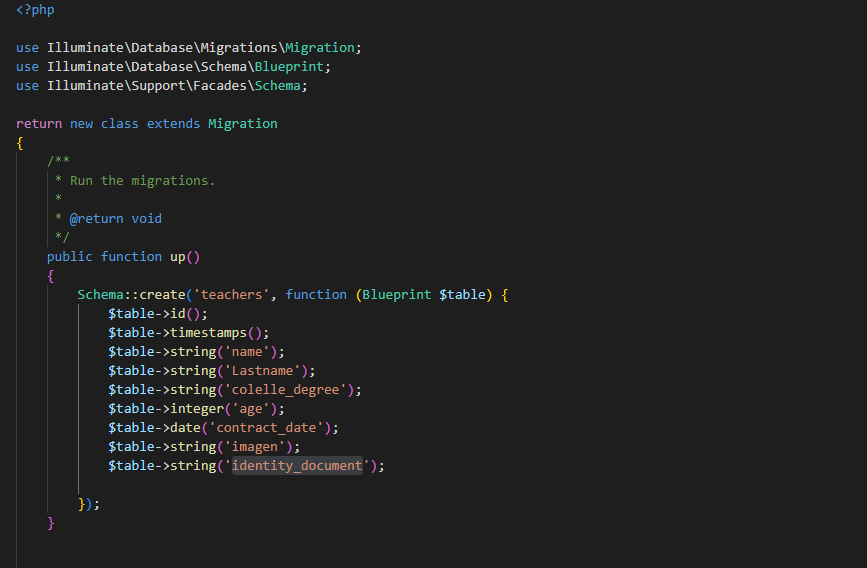 <?php
use Illuminate\Database\Migrations\Migration;
use Illuminate\Database\Schema\Blueprint;
use Illuminate\Support\Facades\Schema;
return new class extends Migration
{
/**
* Run the migrations.
*
* @return void
*/
public function up()
{
Schema::create('teachers', function (Blueprint $table) {
$table->id();
$table->timestamps();
$table->string('name');
$table->string('Lastname');
$table->string('colelle_degree');
$table->integer('age');
$table->date('contract_date');
$table->string('imagen');
$table->string('identity_document');
});
}